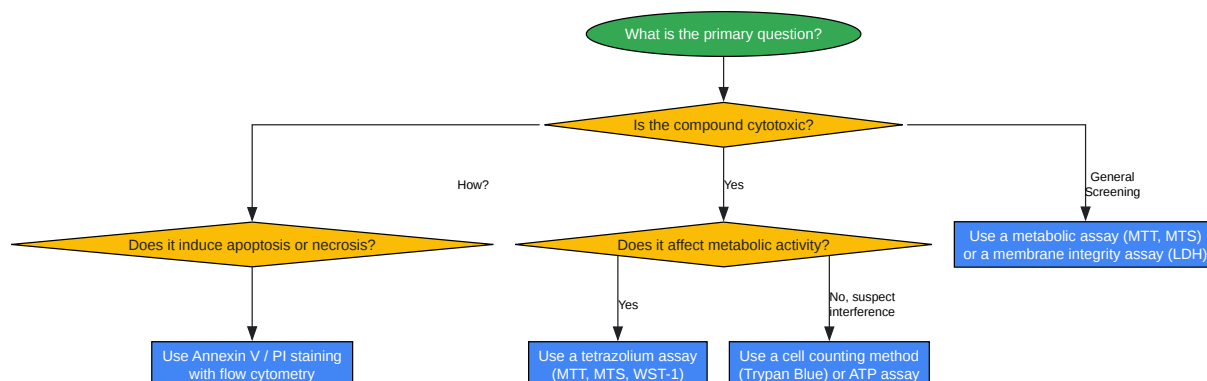 What is the primary question?
Is the compound cytotoxic?
How?
Yes
General
Screening
Does it induce apoptosis or necrosis?
Does it affect metabolic activity?
Use a metabolic assay (MTT, MTS)
or a membrane integrity assay (LDH)
Yes
No, suspect
interference
Use Annexin V / PI staining
with flow cytometry
Use a tetrazolium assay
(MTT, MTS, WST-1)
Use a cell counting method
(Trypan Blue) or ATP assay